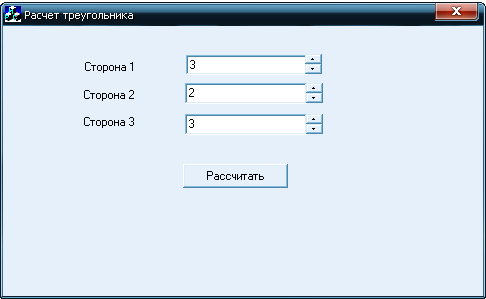 Расчет треугольника
Сторона 1 3
Сторона 2 2
Сторона 3 3
Рассчитать